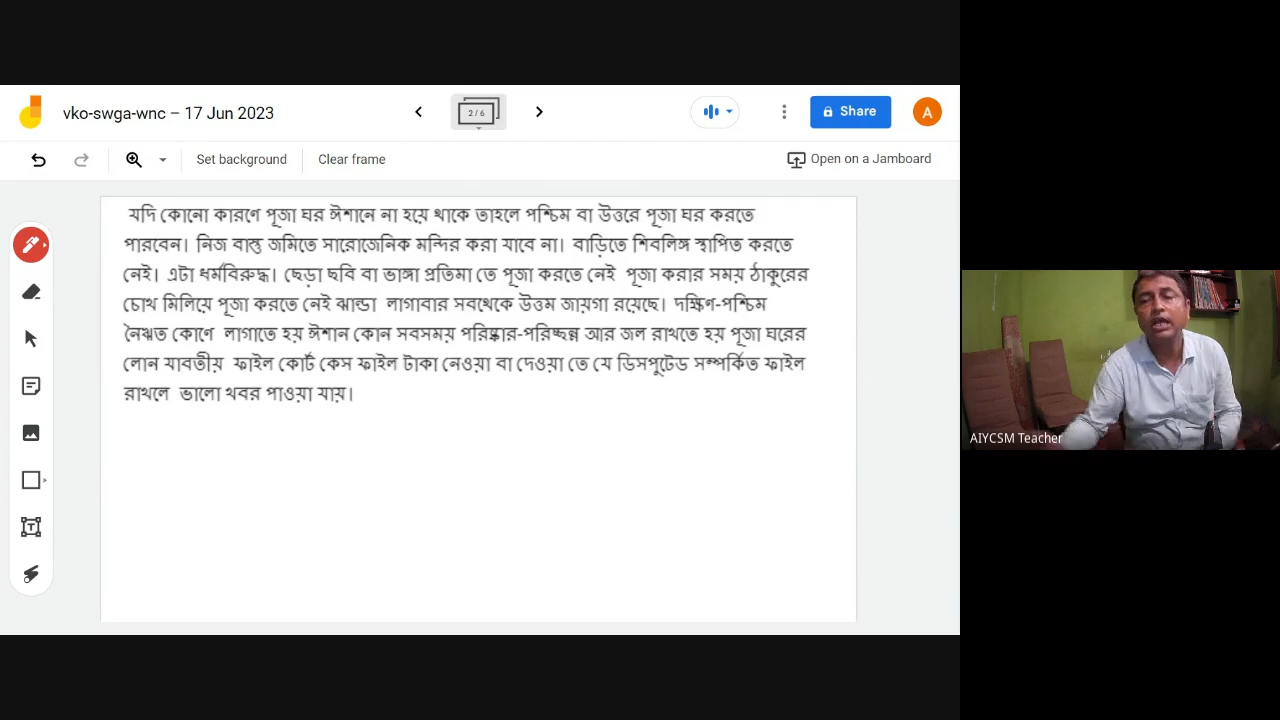 vko-swga-wnc – 17 Jun 2023
2 / 6
Share
A
Set background
Clear frame
Open on a Jamboard
যদি কোনো কারণে পূজা ঘর ঈশানে না হয়ে থাকে তাহলে পশ্চিম বা উত্তরে পূজা ঘর করতে
পারবেন। নিজ বাস্তু জমিতে সারোজেনিক মন্দির করা যাবে না। বাড়িতে শিবলিঙ্গ স্থাপিত করতে
নেই। এটা ধর্মবিরুদ্ধ। ছেড়া ছবি বা ভাঙ্গা প্রতিমা তে পূজা করতে নেই পূজা করার সময় ঠাকুরের
চোখ মিলিয়ে পূজা করতে নেই ঝান্ডা লাগাবার সবথেকে উত্তম জায়গা রয়েছে। দক্ষিণ-পশ্চিম
নৈঋত কোণে লাগাতে হয় ঈশান কোন সবসময় পরিষ্কার-পরিচ্ছন্ন আর জল রাখতে হয় পূজা ঘরের
লোন যাবতীয় ফাইল কোর্ট কেস ফাইল টাকা নেওয়া বা দেওয়া তে যে ডিসপুটেড সম্পর্কিত ফাইল
রাখলে ভালো খবর পাওয়া যায়।
AIYCSM Teacher